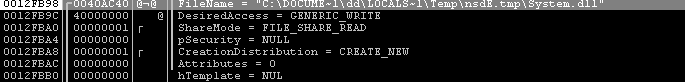 0012FB98 0040AC40 @¬@ FileName = "C:\DOCUME~1\dd\LOCALS~1\Temp\nsdE.tmp\System.dll"
0012FB9C 40000000 @ DesiredAccess = GENERIC_WRITE
0012FBA0 00000001 ┌ ShareMode = FILE_SHARE_READ
0012FBA4 00000000 pSecurity = NULL
0012FBA8 00000001 ┌ CreationDistribution = CREATE_NEW
0012FBAC 00000000 Attributes = 0
0012FBB0 00000000 hTemplate = NUL